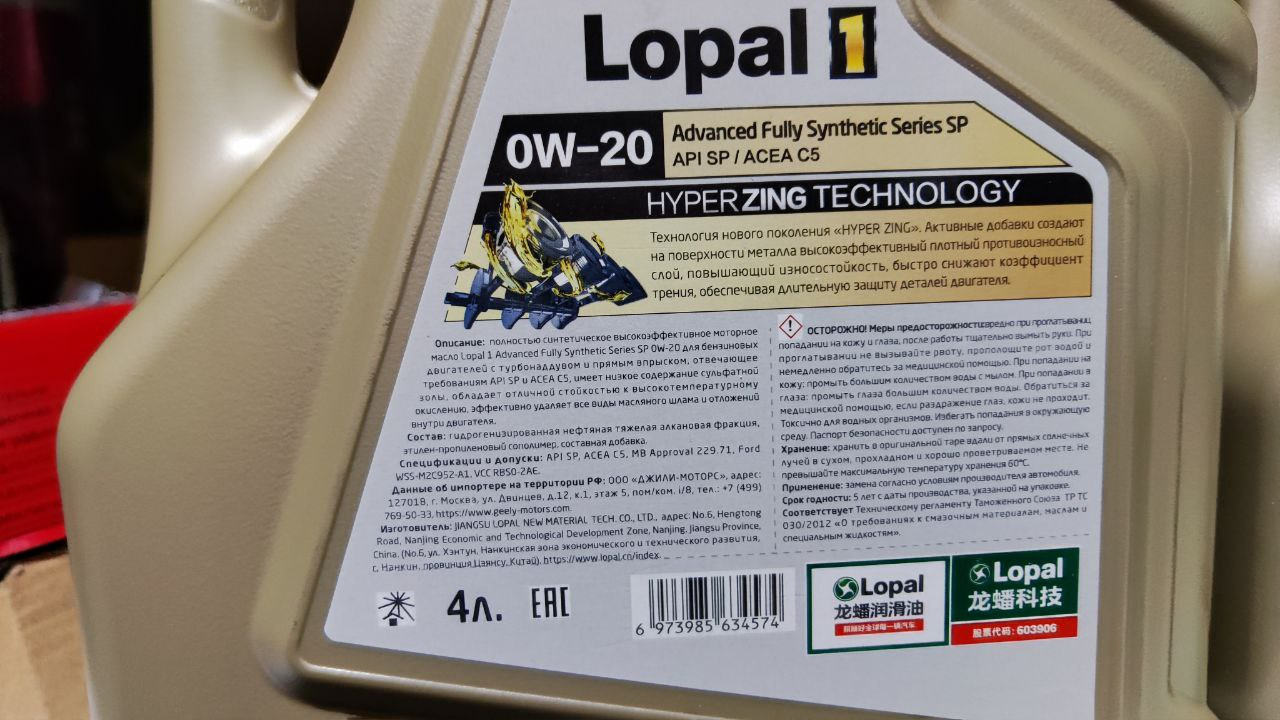 Lopal 1
0W-20
Advanced Fully Synthetic Series SP
API SP / ACEA C5
HYPER ZING TECHNOLOGY
Технология нового поколения «HYPER ZING». Активные добавки создают
на поверхности металла высокоэффективный плотный противоизносный
слой, повышающий износостойкость, быстро снижают коэффициент
трения, обеспечивая длительную защиту деталей двигателя.
Описание: полностью синтетическое высокоэффективное моторное
масло Lopal 1 Advanced Fully Synthetic Series SP 0W-20 для бензиновых
двигателей с турбонаддувом и прямым впрыском, отвечающее
требованиям API SP и ACEA C5, имеет низкое содержание сульфатной
золы, обладает отличной стойкостью к высокотемпературному
окислению, эффективно удаляет все виды масляного шлама и отложений
внутри двигателя.
Состав: гидрогенизированная нефтяная тяжелая алкановая фракция,
этилен-пропиленовый сополимер, составная добавка.
Спецификации и допуски: API SP, ACEA C5, MB Approval 229.71, Ford
WSS-M2C952-A1, VCC RBS0-2AE.
Данные об импортере на территории РФ: ООО «ДЖИЛИ-МОТОРС», адрес:
127018, г. Москва, ул. Двинцев, д.12, к.1, этаж 5, пом/ком. i/8, тел.: +7 (499)
769-50-33, https://www.geely-motors.com.
Изготовитель: JIANGSU LOPAL NEW MATERIAL TECH. CO., LTD., адрес: No.6, Hengtong
Road, Nanjing Economic and Technological Development Zone, Nanjing, Jiangsu Province,
China. (No.6, ул. Хэнтун, Нанкинская зона экономического и технического развития,
г. Нанкин, провинция Цзянсу, Китай), https://www.lopal.cn/index.
ОСТОРОЖНО! Меры предосторожности: вредно при проглатывании,
попадании на кожу и глаза, после работы тщательно вымыть руки. При
проглатывании не вызывайте рвоту, прополощите рот водой и
немедленно обратитесь за медицинской помощью. При попадании на
кожу: промыть большим количеством воды с мылом. При попадании в
глаза: промыть глаза большим количеством воды. Обратиться за
медицинской помощью, если раздражение глаз, кожи не проходит.
Токсично для водных организмов. Избегать попадания в окружающую
среду. Паспорт безопасности доступен по запросу.
Хранение: хранить в оригинальной таре вдали от прямых солнечных
лучей в сухом, прохладном и хорошо проветриваемом месте. Не
превышайте максимальную температуру хранения 60°C.
Применение: замена согласно условиям производителя автомобиля.
Срок годности: 5 лет с даты производства, указанной на упаковке.
Соответствует Техническому регламенту Таможенного Союза ТР ТС
030/2012 «О требованиях к смазочным материалам, маслам и
специальным жидкостям».
4л.
EAC
6 973985 634574
Lopal
龙蟠润滑油
照顾好全球每一辆汽车
Lopal
龙蟠科技
股票代码: 603906